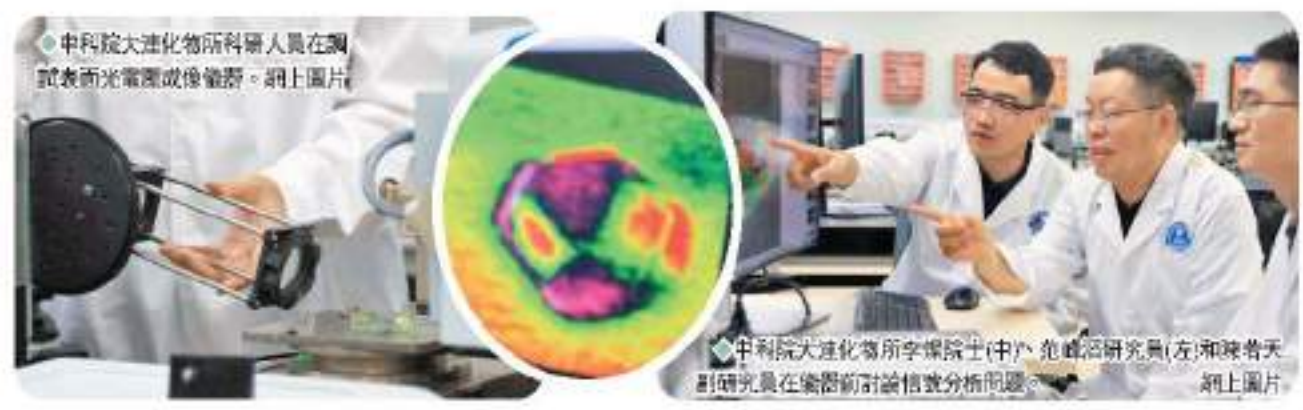 ◆中科院大連化物所科研人員在調
試表面光電壓成像儀器。網上圖片
◆中科院大連化物所李燦院士(中)、范峰滔研究員(左)和陳若天
副研究員在儀器前討論信號分析問題。 網上圖片